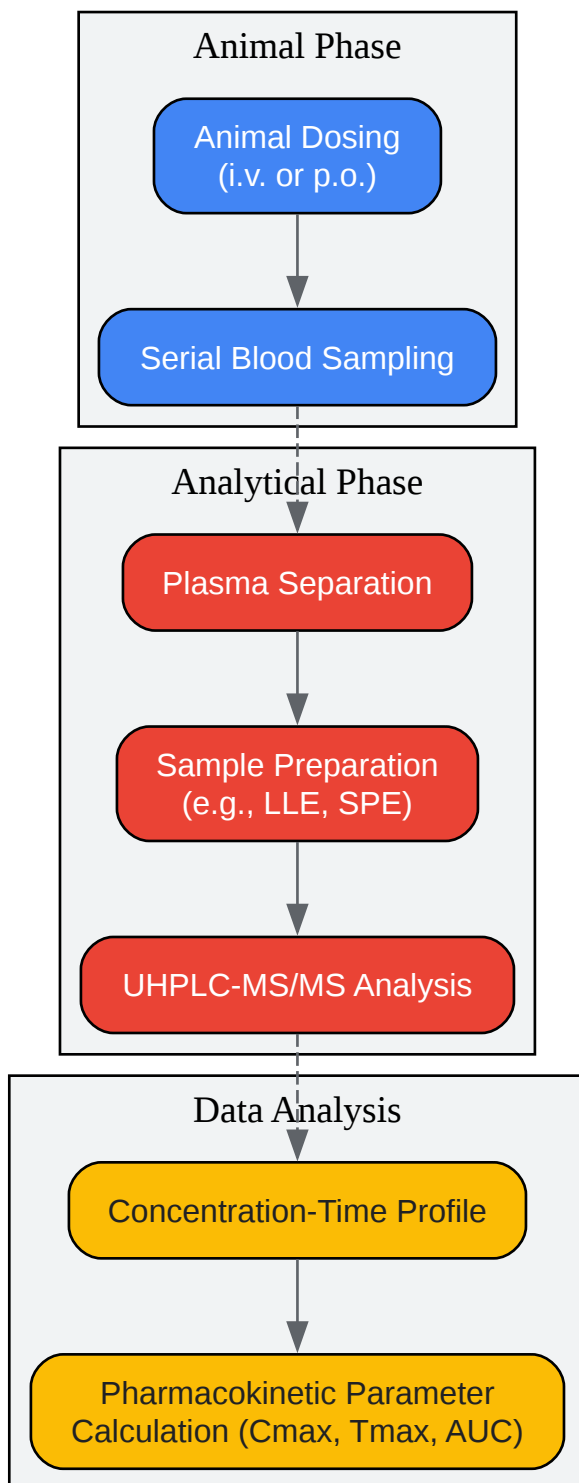 Animal Phase
Animal Dosing
(i.v. or p.o.)
Serial Blood Sampling
Analytical Phase
Plasma Separation
Sample Preparation
(e.g., LLE, SPE)
UHPLC-MS/MS Analysis
Data Analysis
Concentration-Time Profile
Pharmacokinetic Parameter
Calculation (Cmax, Tmax, AUC)